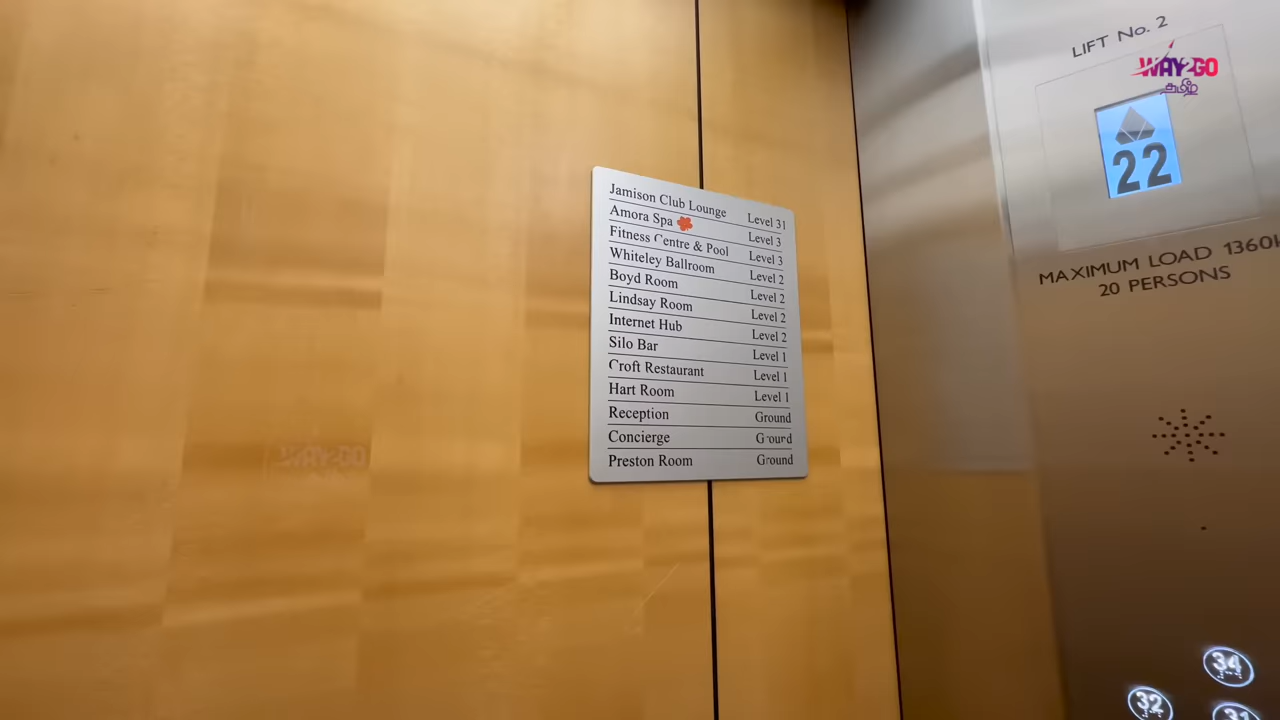 LIFT No. 2
WAY2GO
தமிழ்
22
MAXIMUM LOAD 1360
20 PERSONS
Jamison Club Lounge Level 31
Amora Spa Level 3
Fitness Centre & Pool Level 3
Whiteley Ballroom Level 2
Boyd Room Level 2
Lindsay Room Level 2
Internet Hub Level 2
Silo Bar Level 1
Croft Restaurant Level 1
Hart Room Level 1
Reception Ground
Concierge Ground
Preston Room Ground
34
32
31